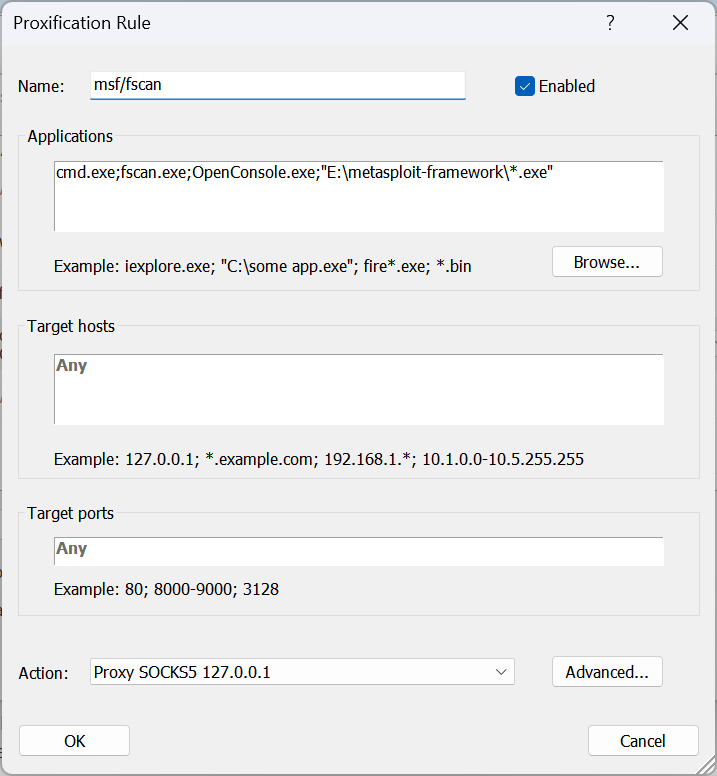 Proxification Rule ?
Name: msf/fscan Enabled
Applications
cmd.exe;fscan.exe;OpenConsole.exe;"E:\metasploit-framework\*.exe"
Example: iexplore.exe; "C:\some app.exe"; fire*.exe; *.bin Browse...
Target hosts
Any
Example: 127.0.0.1; *.example.com; 192.168.1.*; 10.1.0.0-10.5.255.255
Target ports
Any
Example: 80; 8000-9000; 3128
Action: Proxy SOCKS5 127.0.0.1 Advanced...
OK Cancel